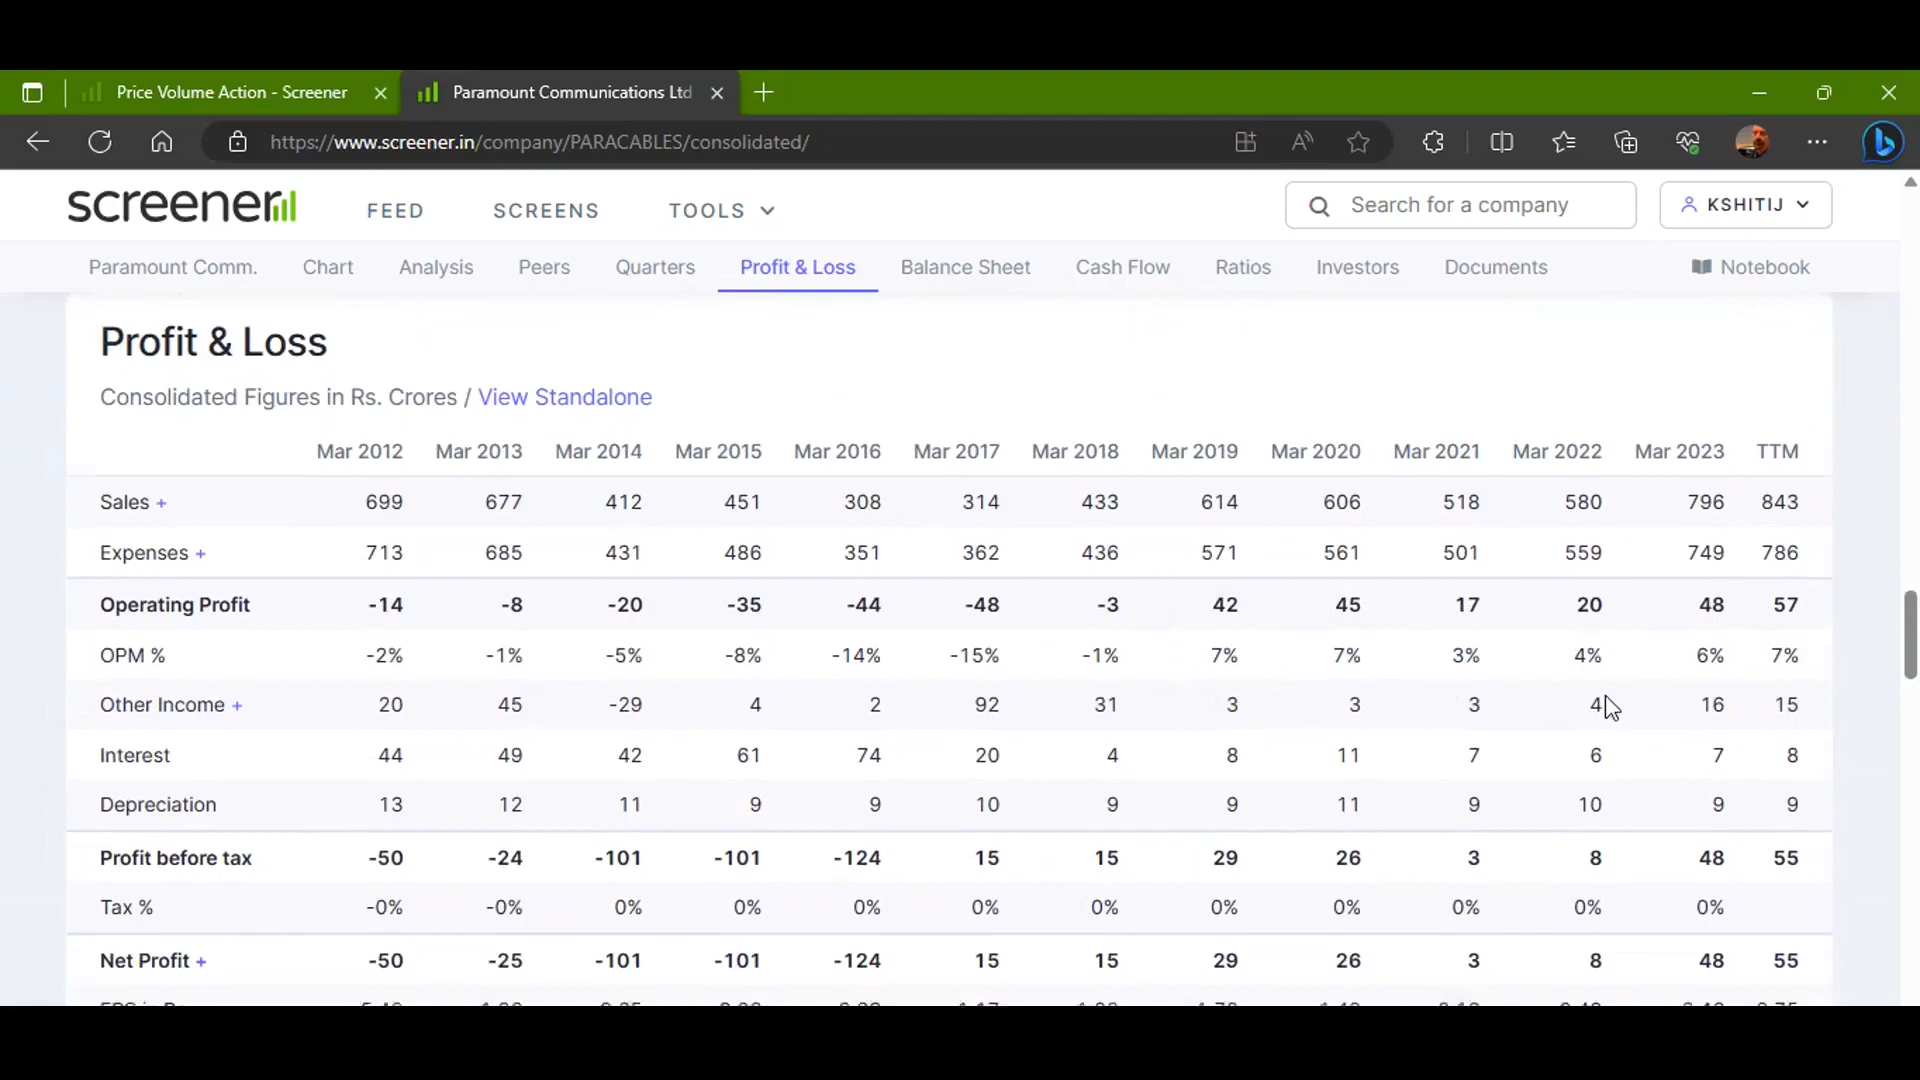 Price Volume Action - Screener
Paramount Communications Ltd
https://www.screener.in/company/PARACABLES/consolidated/
screener FEED SCREENS TOOLS Search for a company KSHITIJ
Paramount Comm. Chart Analysis Peers Quarters Profit & Loss Balance Sheet Cash Flow Ratios Investors Documents Notebook
Profit & Loss
Consolidated Figures in Rs. Crores / View Standalone
Mar 2012 Mar 2013 Mar 2014 Mar 2015 Mar 2016 Mar 2017 Mar 2018 Mar 2019 Mar 2020 Mar 2021 Mar 2022 Mar 2023 TTM
Sales + 699 677 412 451 308 314 433 614 606 518 580 796 843
Expenses + 713 685 431 486 351 362 436 571 561 501 559 749 786
Operating Profit -14 -8 -20 -35 -44 -48 -3 42 45 17 20 48 57
OPM % -2% -1% -5% -8% -14% -15% -1% 7% 7% 3% 4% 6% 7%
Other Income + 20 45 -29 4 2 92 31 3 3 3 4 16 15
Interest 44 49 42 61 74 20 4 8 11 7 6 7 8
Depreciation 13 12 11 9 9 10 9 9 11 9 10 9 9
Profit before tax -50 -24 -101 -101 -124 15 15 29 26 3 8 48 55
Tax % -0% -0% 0% 0% 0% 0% 0% 0% 0% 0% 0% 0%
Net Profit + -50 -25 -101 -101 -124 15 15 29 26 3 8 48 55